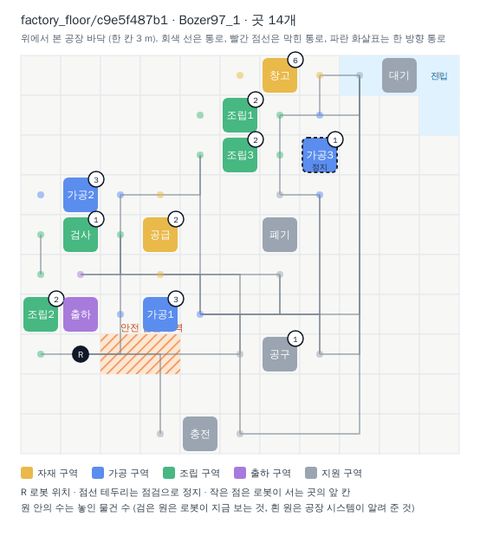 factory_floor/c9e5f487b1 · Bozer97_1 · 곳 14개
위에서 본 공장 바닥 (한 칸 3 m). 회색 선은 통로, 빨간 점선은 막힌 통로, 파란 화살표는 한 방향 통로
6
창고
대기
진입
2
조립1
2
조립3
1
가공3
정지
3
가공2
1
검사
2
공급
폐기
2
조립2
출하
3
가공1
안전
역
R
1
공구
충전
자재 구역
가공 구역
조립 구역
출하 구역
지원 구역
R 로봇 위치 · 점선 테두리는 점검으로 정지 · 작은 점은 로봇이 서는 곳의 앞 칸
원 안의 수는 놓인 물건 수 (검은 원은 로봇이 지금 보는 것, 흰 원은 공장 시스템이 알려 준 것)